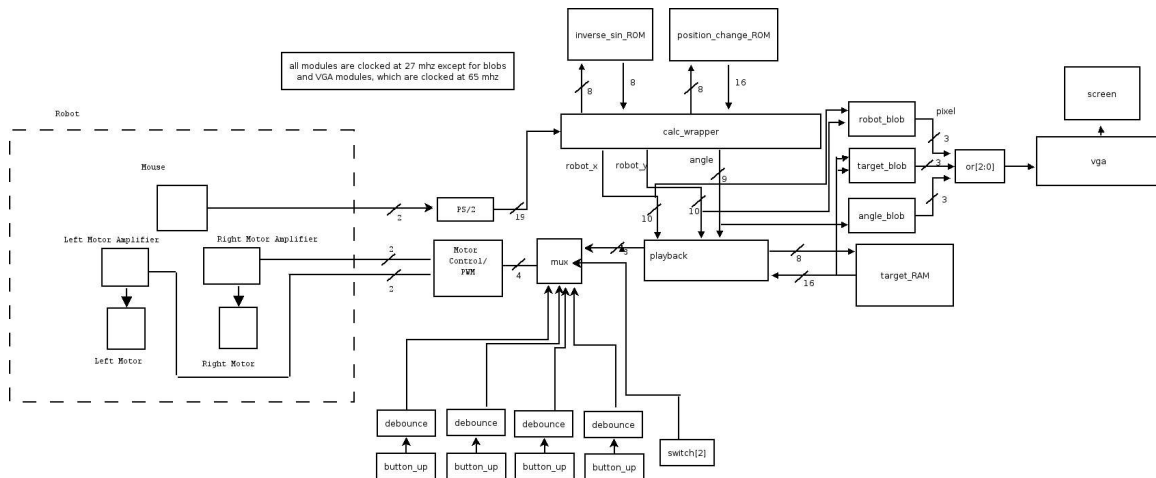 inverse_sin_ROM
position_change_ROM
all modules are clocked at 27 mhz except for blobs
and VGA modules, which are clocked at 65 mhz
8
8
8
16
screen
Robot
calc_wrapper
robot_blob
pixel
3
vga
Mouse
robot_x
robot_y
angle
9
target_blob
3
or[2:0]
PS/2
2
19
10
10
angle_blob
3
Left Motor Amplifier
Right Motor Amplifier
2
2
Motor
Control/
PWM
4
mux
playback
8
16
target_RAM
Left Motor
Right Motor
debounce
debounce
debounce
debounce
button_up
button_up
button_up
button_up
switch[2]